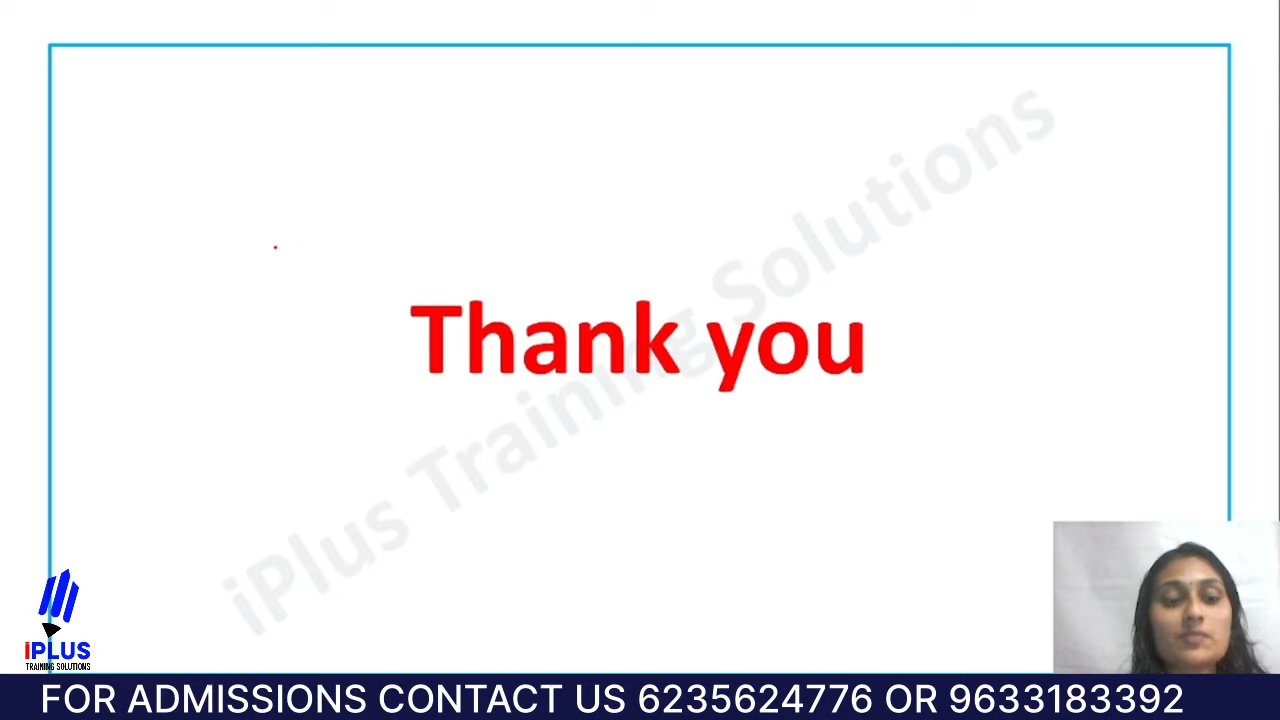 iPlus Training Solutions
Thank you
iPLUS
TRAINING SOLUTIONS
FOR ADMISSIONS CONTACT US 6235624776 OR 9633183392